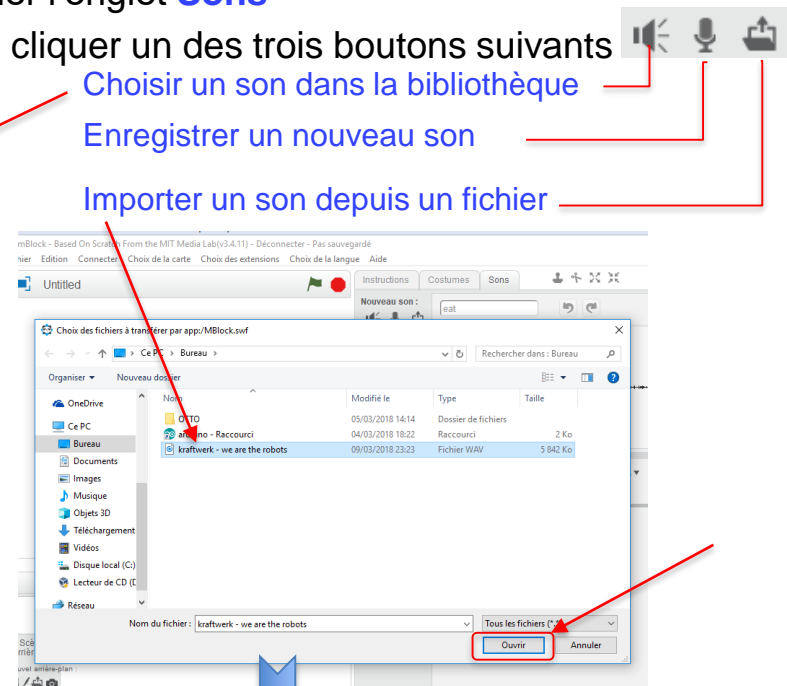 l'onglet Sons
cliquer un des trois boutons suivants
Choisir un son dans la bibliothèque
Enregistrer un nouveau son
Importer un son depuis un fichier
mBlock - Based On Scratch From the MIT Media Lab(v3.4.11) - Déconnecter - Pas sauvegardé
Edition Connecter Choix de la carte Choix des extensions Choix de la langue Aide
Untitled
Instructions Costumes Sons
Nouveau son :
eat
Choix des fichiers à transférer par app:/MBlock.swf
Ce PC > Bureau >
Rechercher dans : Bureau
Organiser Nouveau dossier
Nom Modifié le Type Taille
OneDrive
Ce PC
Bureau
Documents
Images
Musique
Objets 3D
Téléchargement
Vidéos
Disque local (C:)
Lecteur de CD (D
Réseau
OTTO 05/03/2018 14:14 Dossier de fichiers
arduino - Raccourci 04/03/2018 18:22 Raccourci 2 Ko
kraftwerk - we are the robots 09/03/2018 23:23 Fichier WAV 5 842 Ko
Nom du fichier : kraftwerk - we are the robots
Tous les fichiers (*.*)
Ouvrir Annuler
Scè
arrière-plan :